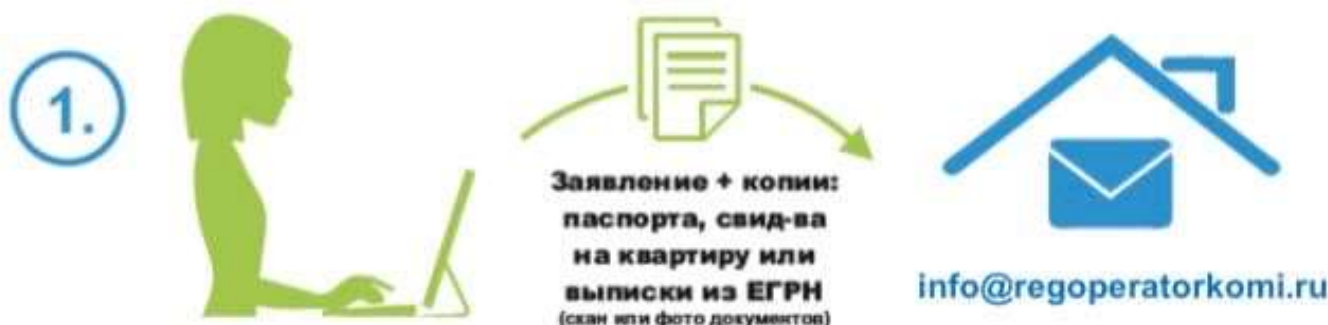 1.
Заявление + копии:
паспорта, свид-ва
на квартиру или
выписки из ЕГРН
(скан или фото документов)
info@regoperatorkomi.ru